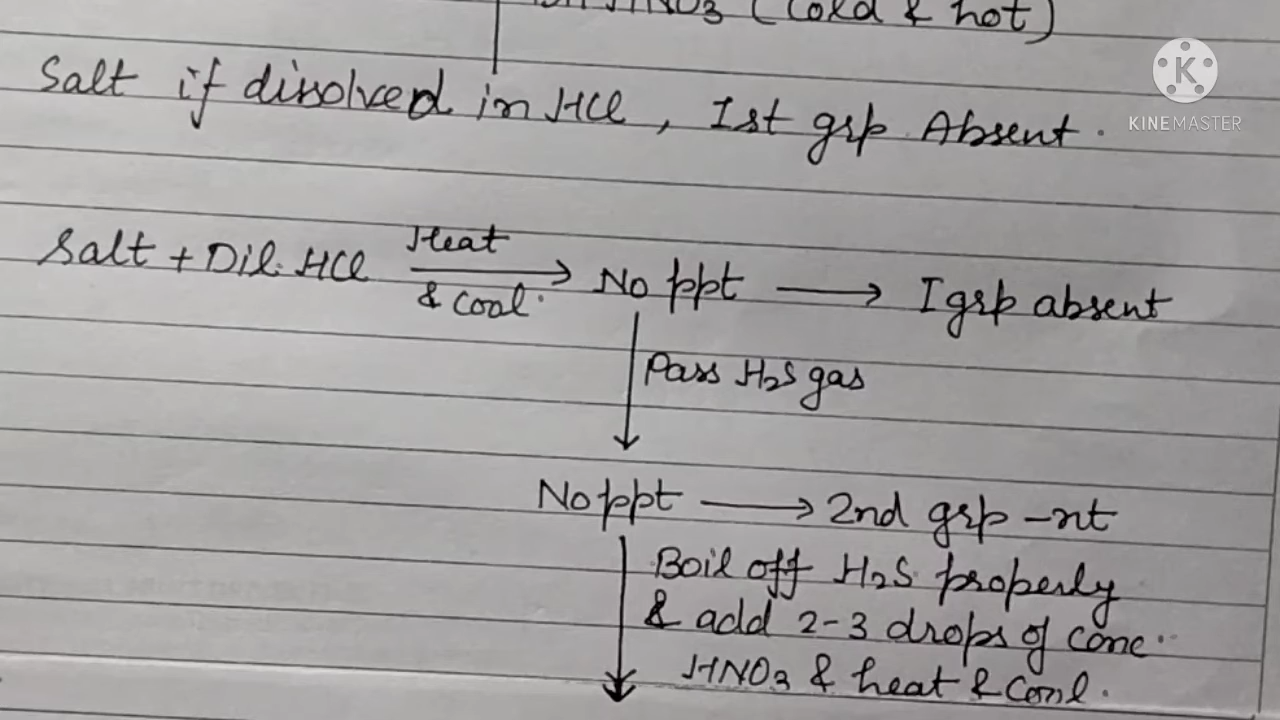 HNO3 (Cold & hot)
Salt if dissolved in HCl, Ist grp Absent.
Salt + Dil. HCl Heat & cool. → No ppt → I grp absent
Pass H2S gas
No ppt → 2nd grp -nt
Boil off H2S properly
& add 2-3 drops of conc.
HNO3 & heat & cool.
K
KINEMASTER